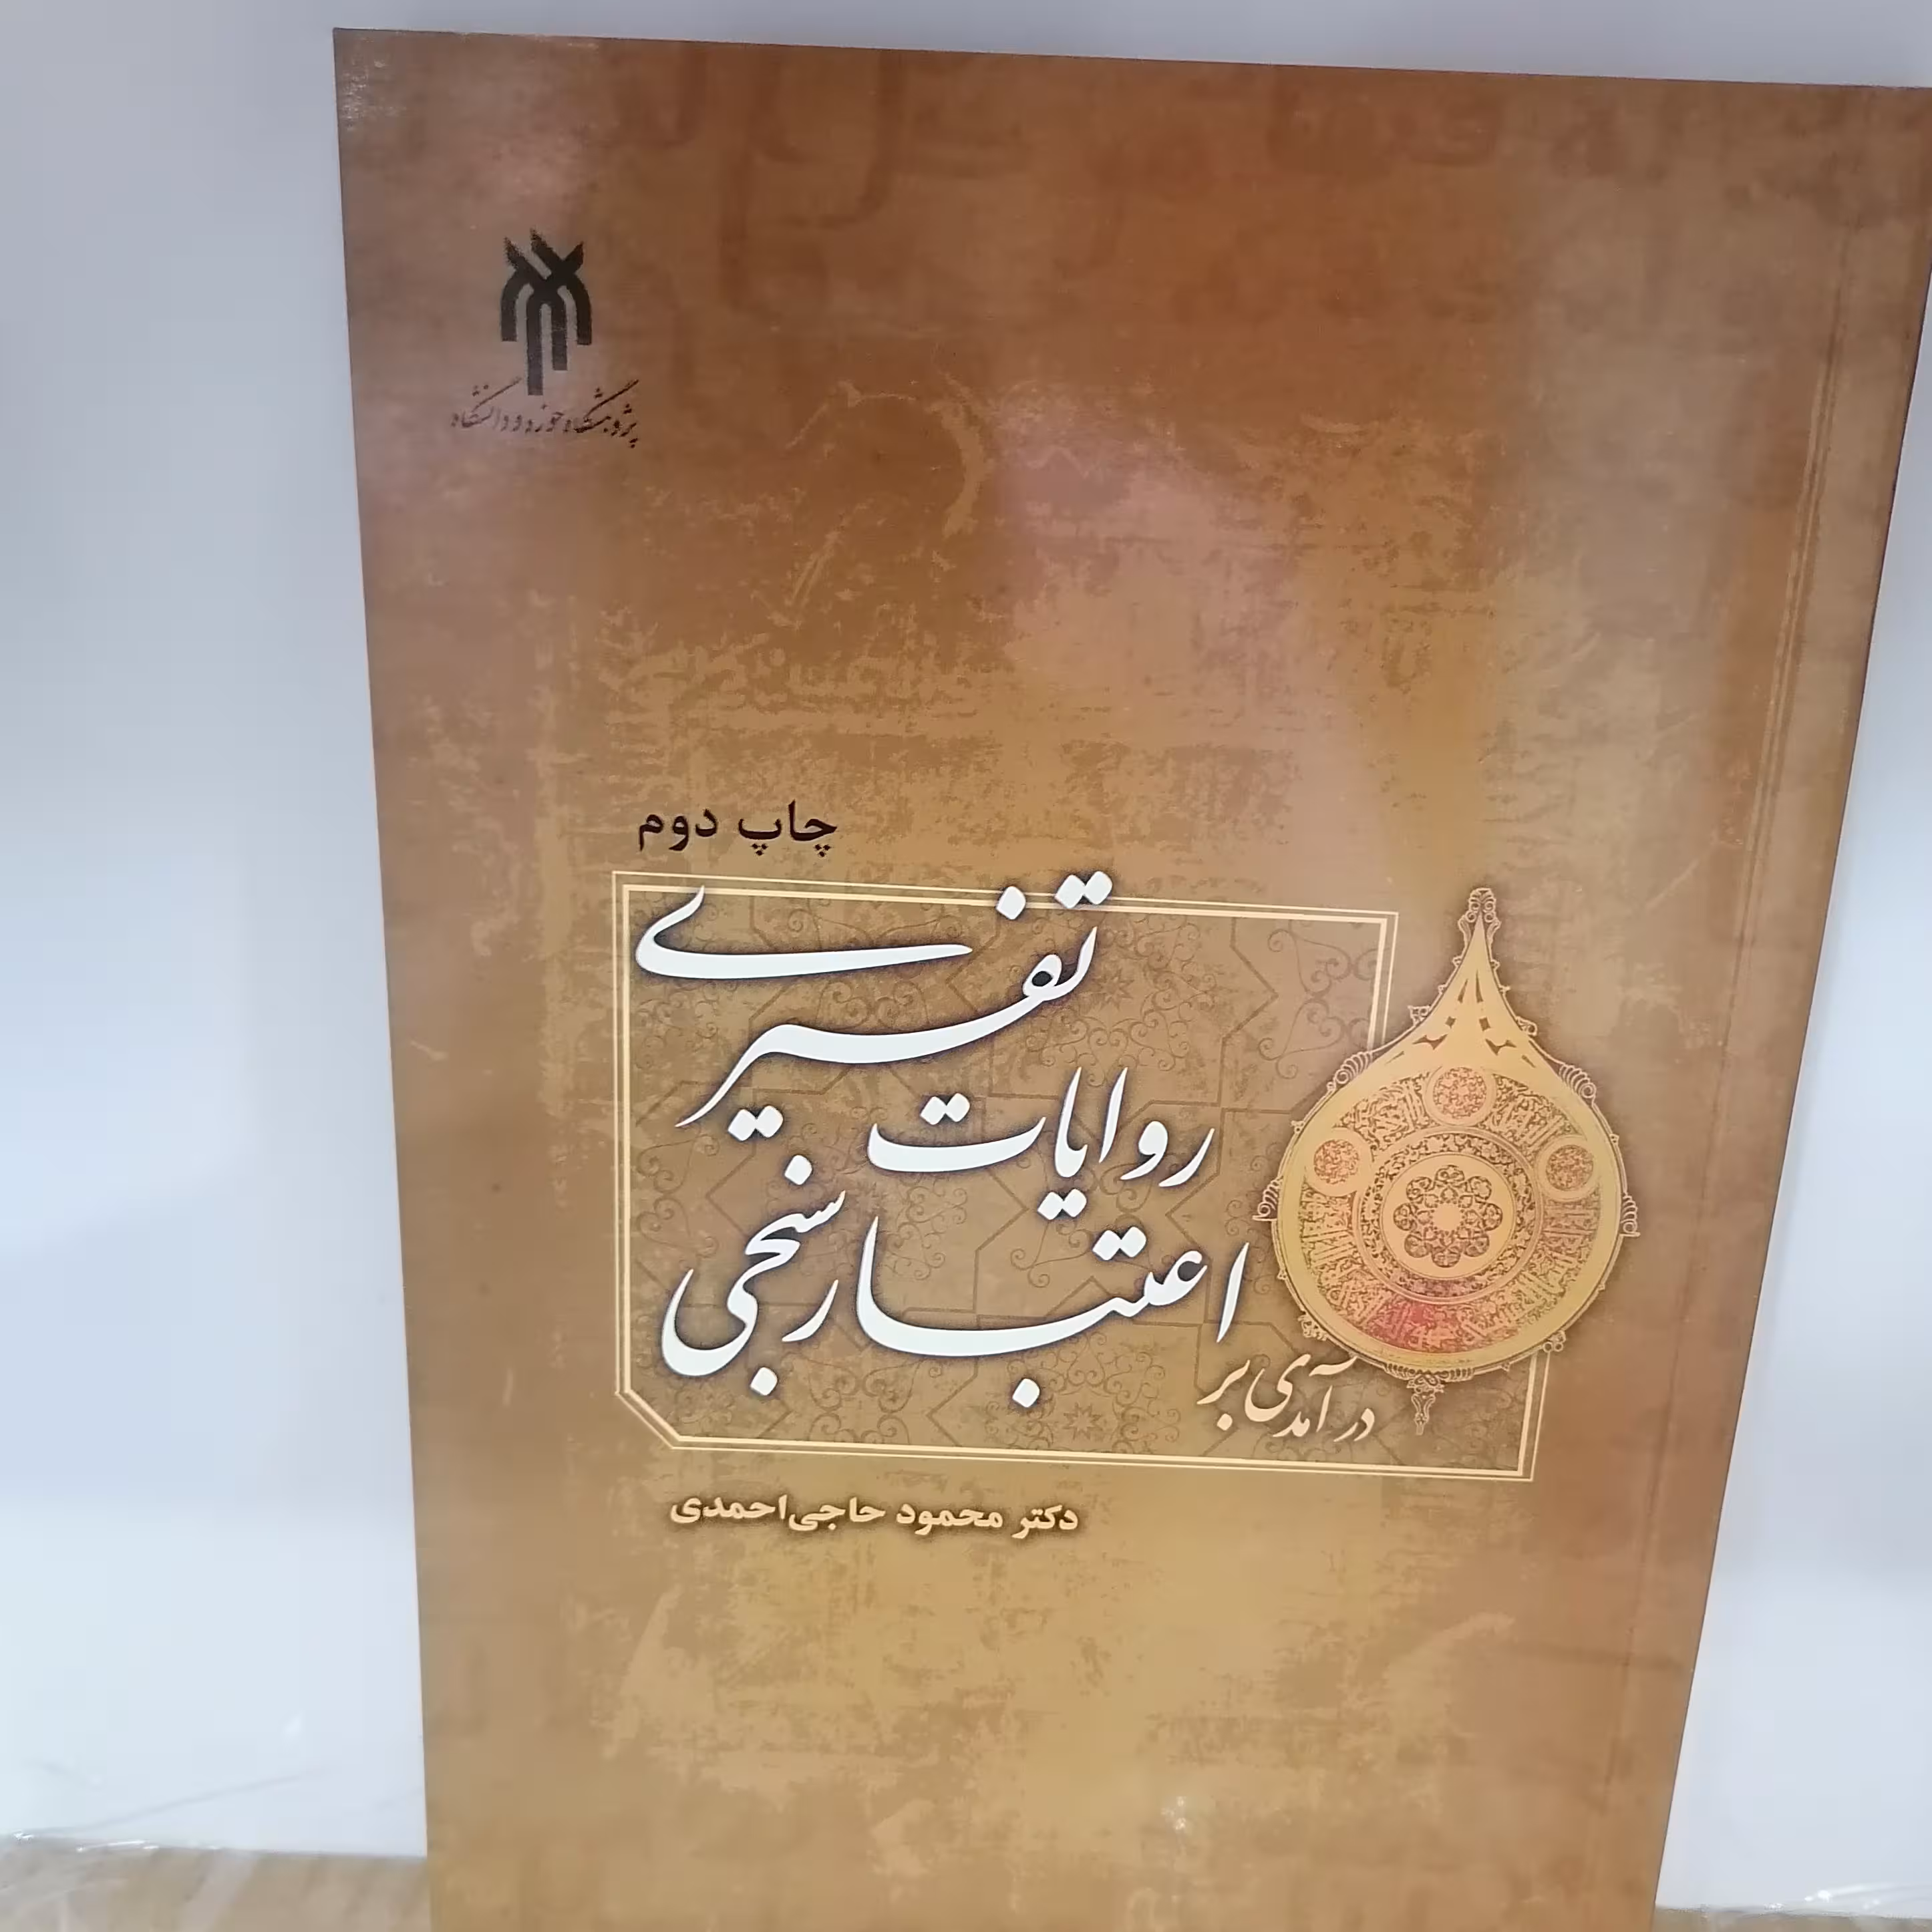 پژوهشگاه حوزه و دانشگاه
چاپ دوم
درآمدی بر
اعتبارسنجی
روایات
تفسیری
دکتر محمود حاجی‌احمدی